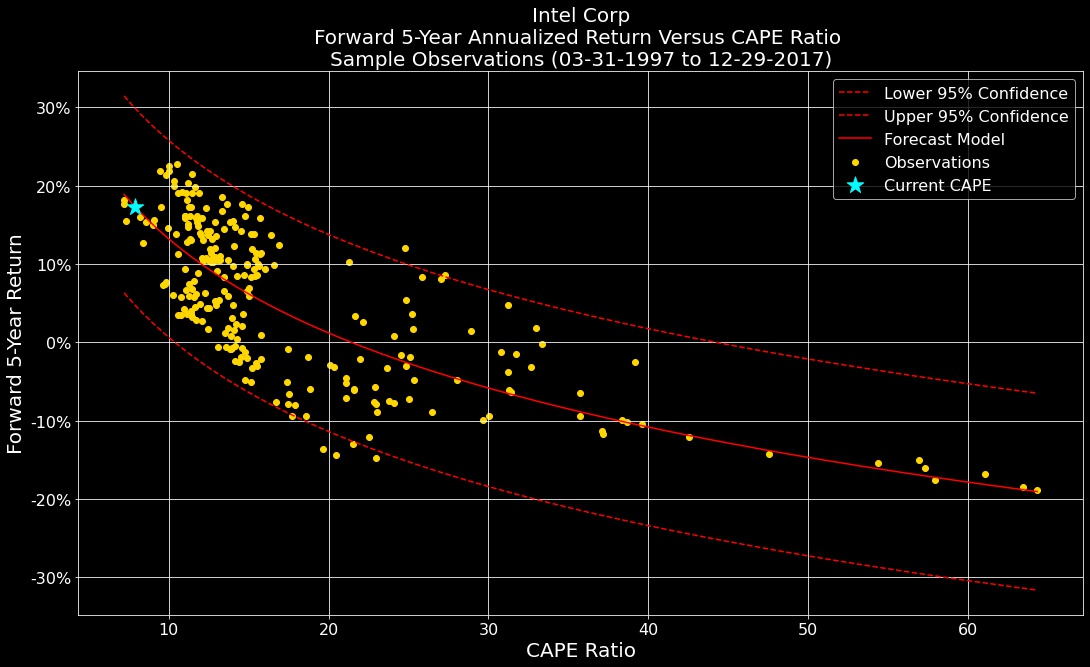 Intel Corp
Forward 5-Year Annualized Return Versus CAPE Ratio
Sample Observations (03-31-1997 to 12-29-2017)
Lower 95% Confidence
Upper 95% Confidence
Forecast Model
Observations
Current CAPE
Forward 5-Year Return
30%
20%
10%
0%
-10%
-20%
-30%
10 20 30 40 50 60
CAPE Ratio